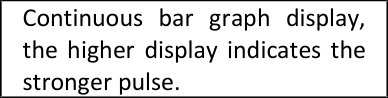 Continuous bar graph display,
the higher display indicates the
stronger pulse.